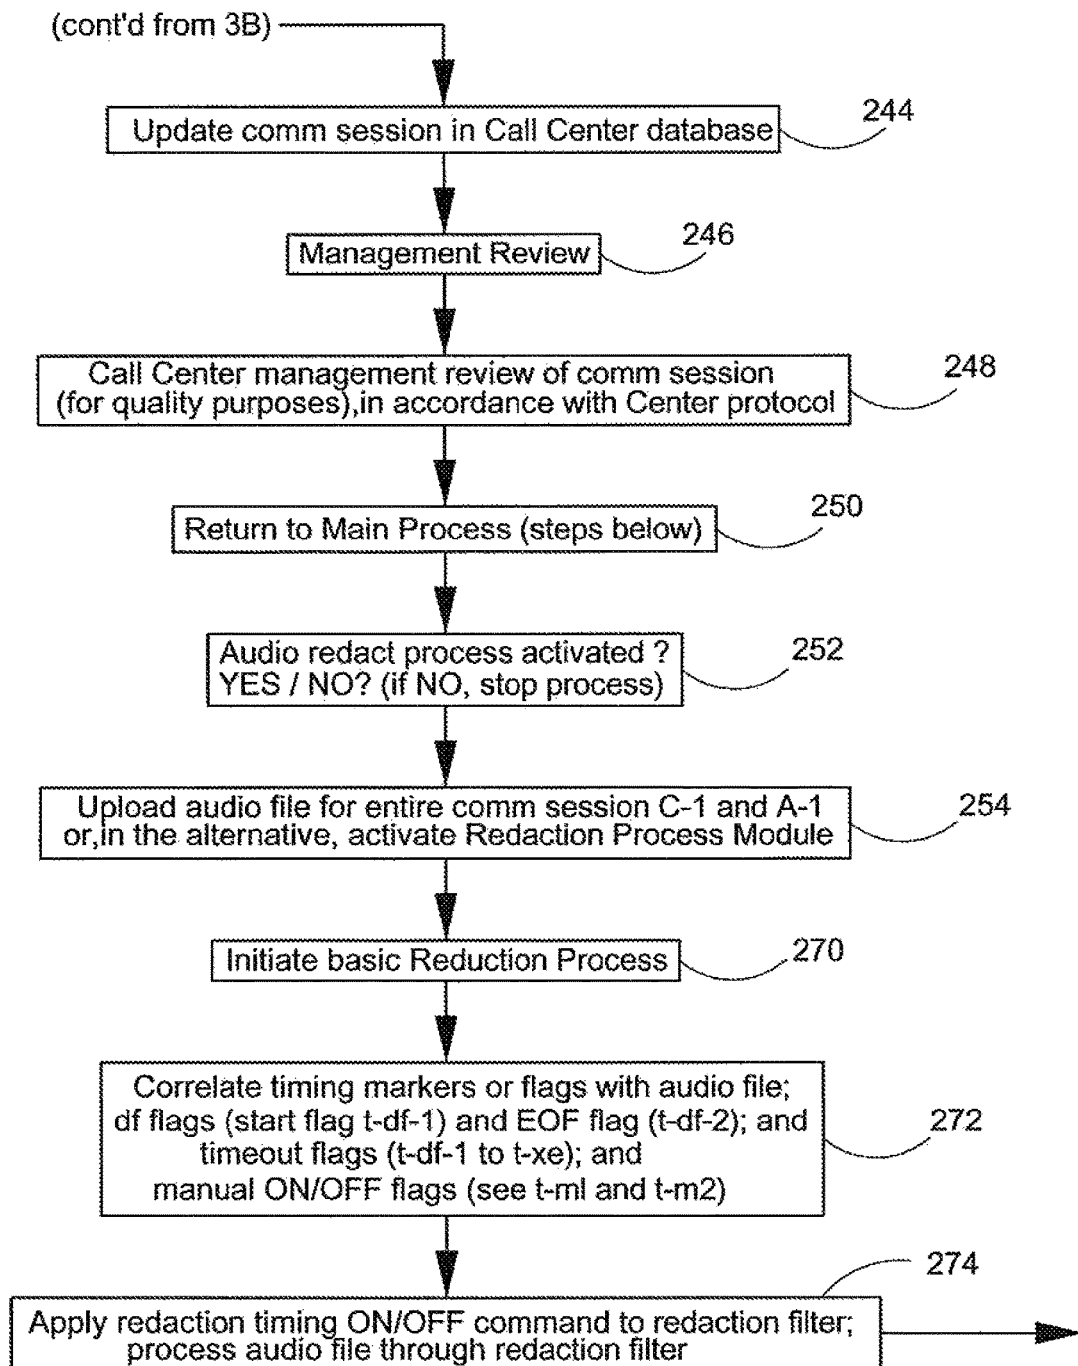 (cont'd from 3B)
Update comm session in Call Center database
244
Management Review
246
Call Center management review of comm session
(for quality purposes),in accordance with Center protocol
248
Return to Main Process (steps below)
250
Audio redact process activated ?
YES / NO? (if NO, stop process)
252
Upload audio file for entire comm session C-1 and A-1
or,in the alternative, activate Redaction Process Module
254
Initiate basic Reduction Process
270
Correlate timing markers or flags with audio file;
df flags (start flag t-df-1) and EOF flag (t-df-2); and
timeout flags (t-df-1 to t-xe); and
manual ON/OFF flags (see t-ml and t-m2)
272
274
Apply redaction timing ON/OFF command to redaction filter;
process audio file through redaction filter